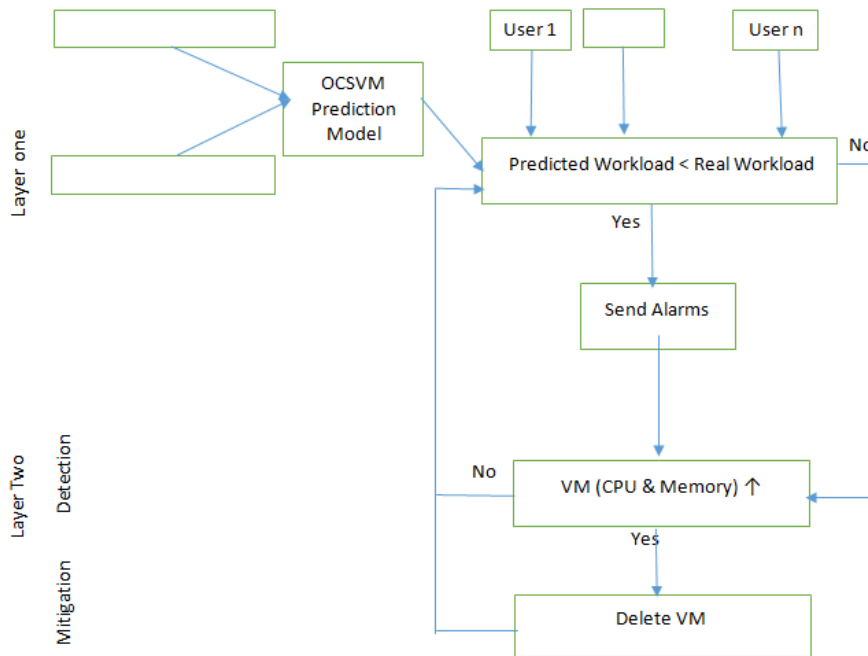 User 1
User n
OCSVM
Prediction
Model
Layer one
Predicted Workload < Real Workload
No
Yes
Send Alarms
Layer Two
Detection
No
VM (CPU & Memory) ↑
Yes
Mitigation
Delete VM